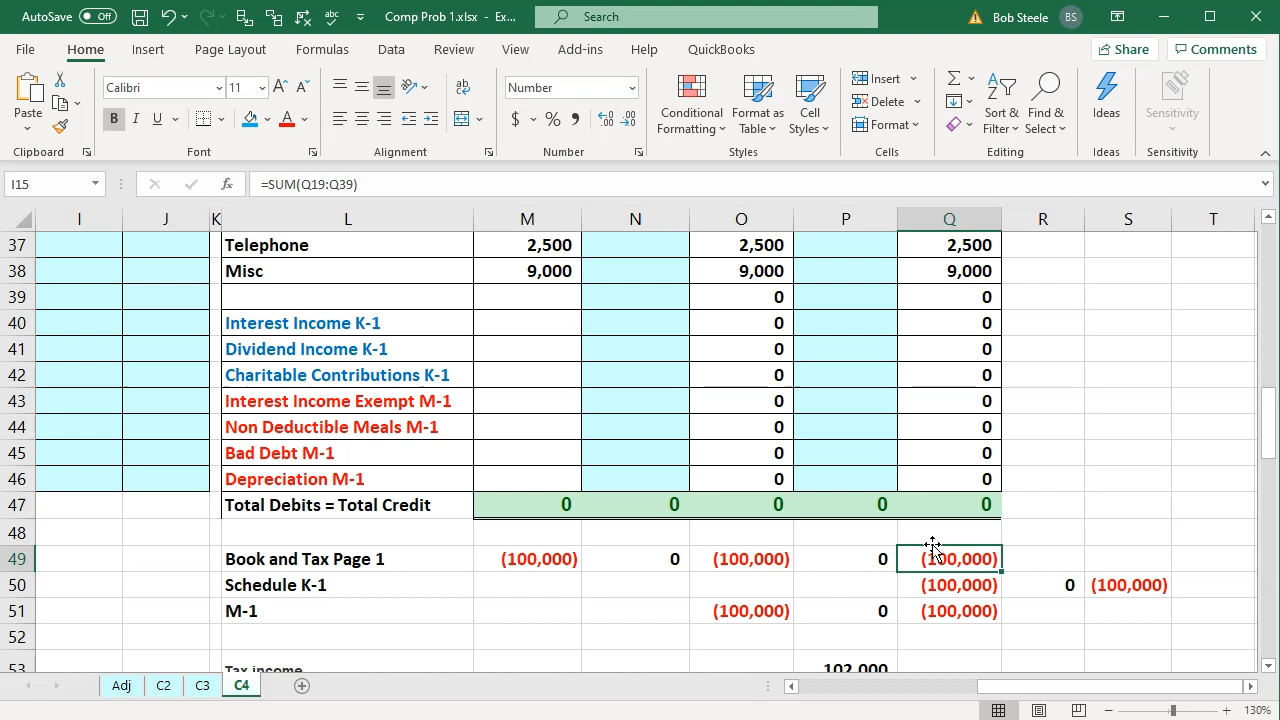 AutoSave Off Comp Prob 1.xlsx - Ex... Search Bob Steele BS
File Home Insert Page Layout Formulas Data Review View Add-ins Help QuickBooks Share Comments
Paste Calibri 11 Number Conditional Formatting Format as Table Cell Styles Insert Delete Format Sort & Filter Find & Select Ideas Sensitivity
Clipboard Font Alignment Number Styles Cells Editing Ideas Sensitivity
I15 fx =SUM(Q19:Q39)
I J K L M N O P Q R S T
37 Telephone 2,500 2,500 2,500
38 Misc 9,000 9,000 9,000
39 0 0
40 Interest Income K-1 0 0
41 Dividend Income K-1 0 0
42 Charitable Contributions K-1 0 0
43 Interest Income Exempt M-1 0 0
44 Non Deductible Meals M-1 0 0
45 Bad Debt M-1 0 0
46 Depreciation M-1 0 0
47 Total Debits = Total Credit 0 0 0 0 0
48
49 Book and Tax Page 1 (100,000) 0 (100,000) 0 (100,000)
50 Schedule K-1 (100,000) 0 (100,000)
51 M-1 (100,000) 0 (100,000)
52
53 Tax income 102,000
Adj C2 C3 C4
130%